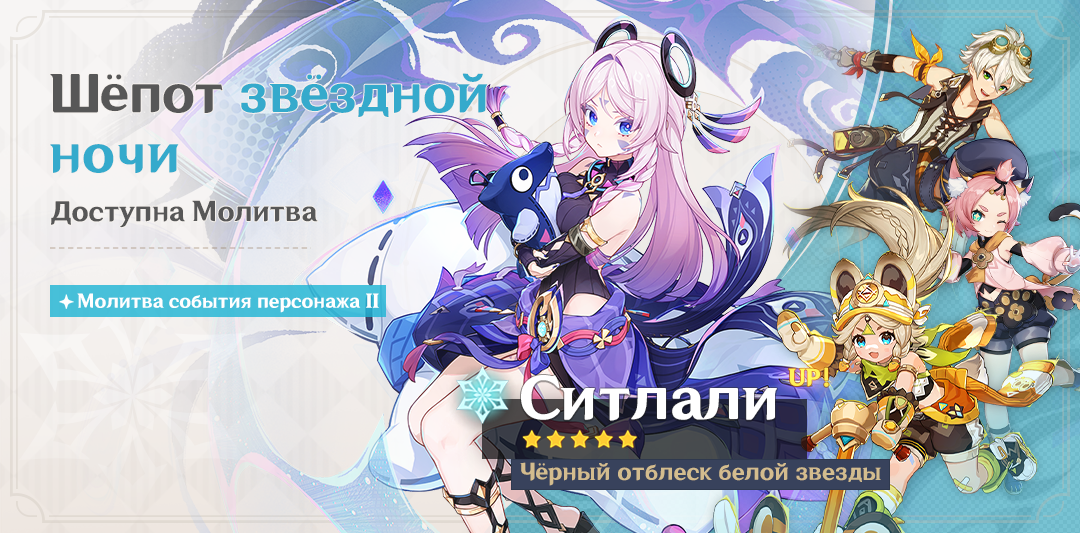 Шёпот звёздной
ночи
Доступна Молитва
Молитва события персонажа II
UP!
Ситлали
Чёрный отблеск белой звезды